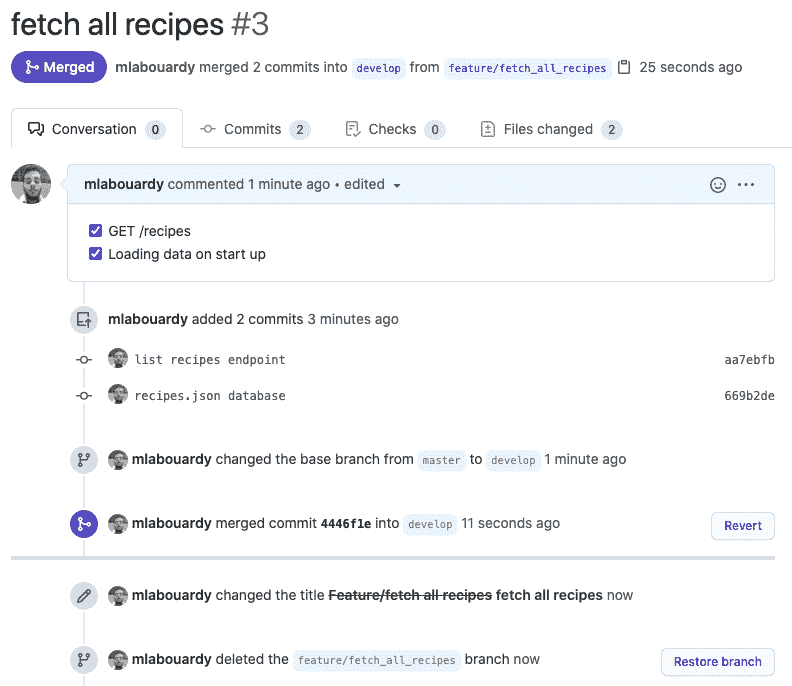 fetch all recipes #3
Merged mlabouardy merged 2 commits into develop from feature/fetch_all_recipes 25 seconds ago
Conversation 0 Commits 2 Checks 0 Files changed 2
mlabouardy commented 1 minute ago • edited
GET /recipes
Loading data on start up
mlabouardy added 2 commits 3 minutes ago
list recipes endpoint aa7ebfb
recipes.json database 669b2de
mlabouardy changed the base branch from master to develop 1 minute ago
mlabouardy merged commit 4446f1e into develop 11 seconds ago Revert
mlabouardy changed the title Feature/fetch all recipes fetch all recipes now
mlabouardy deleted the feature/fetch_all_recipes branch now Restore branch